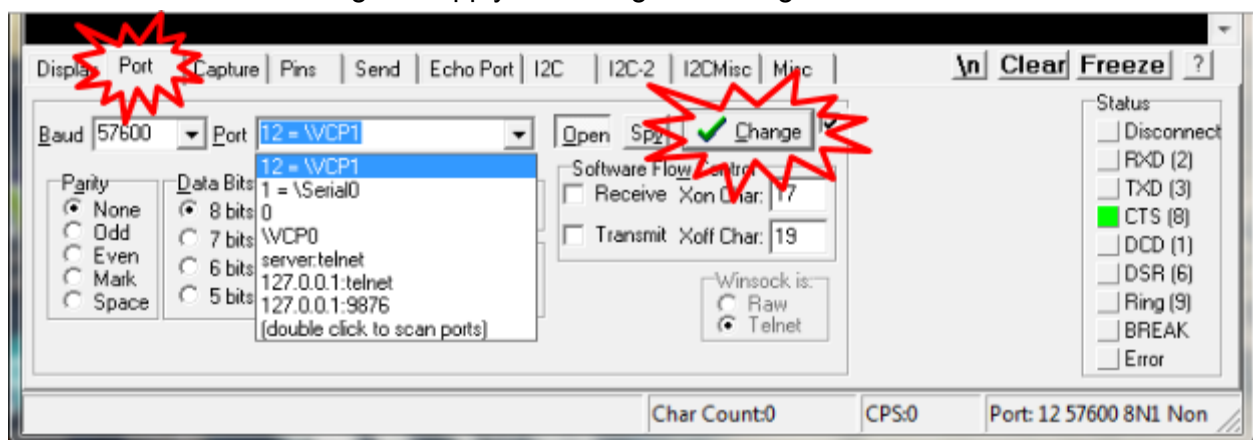 Display Port Capture Pins Send Echo Port I2C I2C-2 I2CMisc Misc \n Clear Freeze ?
Baud 57600 Port 12 = \VCP1 Open Spy Change
12 = \VCP1
1 = \Serial0
0
\VCP0
server:telnet
127.0.0.1:telnet
127.0.0.1:9876
(double click to scan ports)
Parity
None
Odd
Even
Mark
Space
Data Bits
8 bits
7 bits
6 bits
5 bits
Software Flow Control
Receive Xon Char: 17
Transmit Xoff Char: 19
Winsock is:
Raw
Telnet
Status
Disconnect
RXD (2)
TXD (3)
CTS (8)
DCD (1)
DSR (6)
Ring (9)
BREAK
Error
Char Count:0 CPS:0 Port: 12 57600 8N1 Non